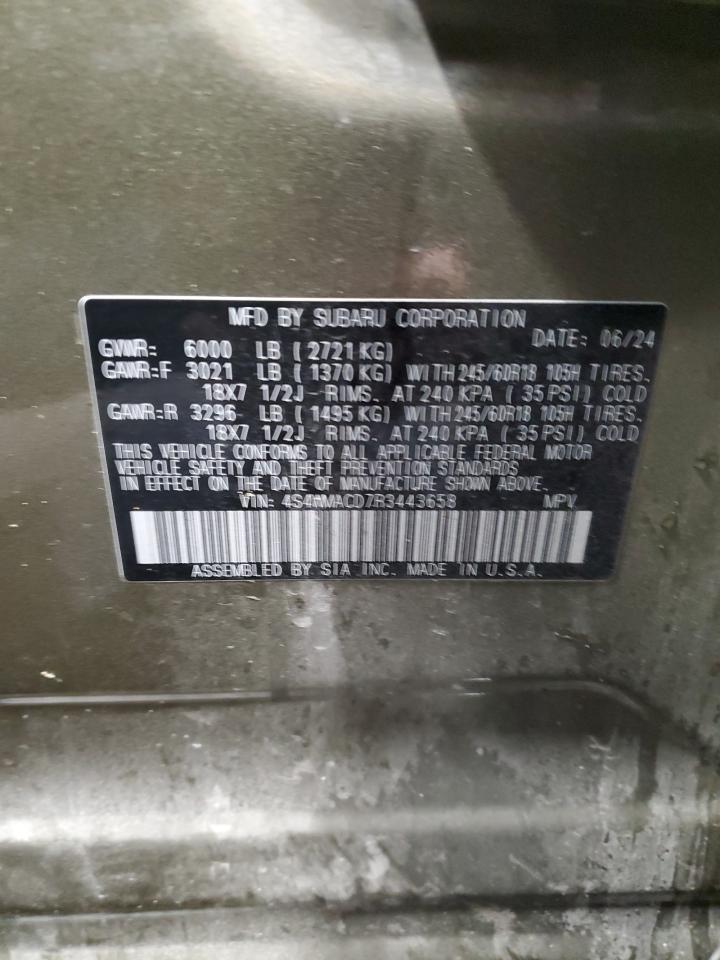 MFD BY SUBARU CORPORATION
DATE: 06/24
GVWR: 6000 LB ( 2721 KG)
GAWR:F 3021 LB ( 1370 KG) WITH 245/60R18 105H TIRES.
18X7 1/2J RIMS. AT 240 KPA ( 35 PSI) COLD
GAWR:R 3296 LB ( 1495 KG) WITH 245/60R18 105H TIRES.
18X7 1/2J RIMS. AT 240 KPA ( 35 PSI) COLD
THIS VEHICLE CONFORMS TO ALL APPLICABLE FEDERAL MOTOR
VEHICLE SAFETY AND THEFT PREVENTION STANDARDS
IN EFFECT ON THE DATE OF MANUFACTURE SHOWN ABOVE.
VIN: 4S4WMACD7R3443658 MPV
ASSEMBLED BY SIA INC. MADE IN U.S.A.